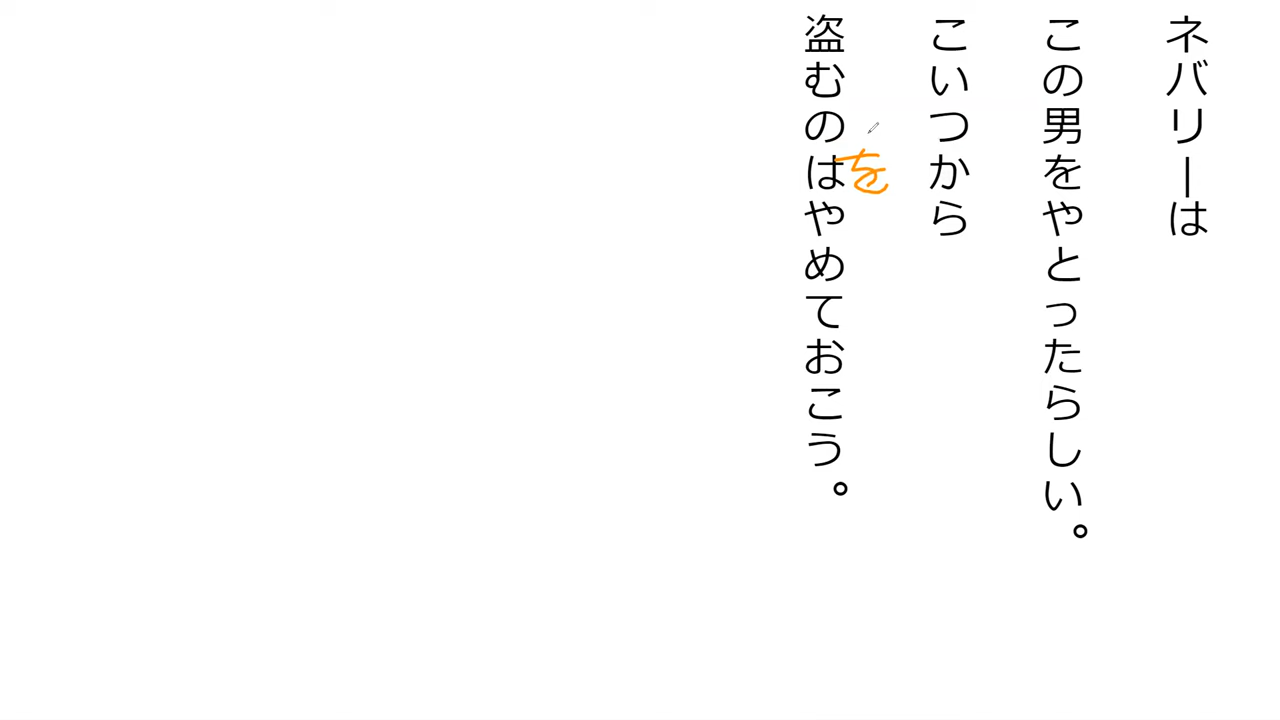 ネバリーは
この男をやとったらしい。
こいつから
盗むのはやめておこう。
を